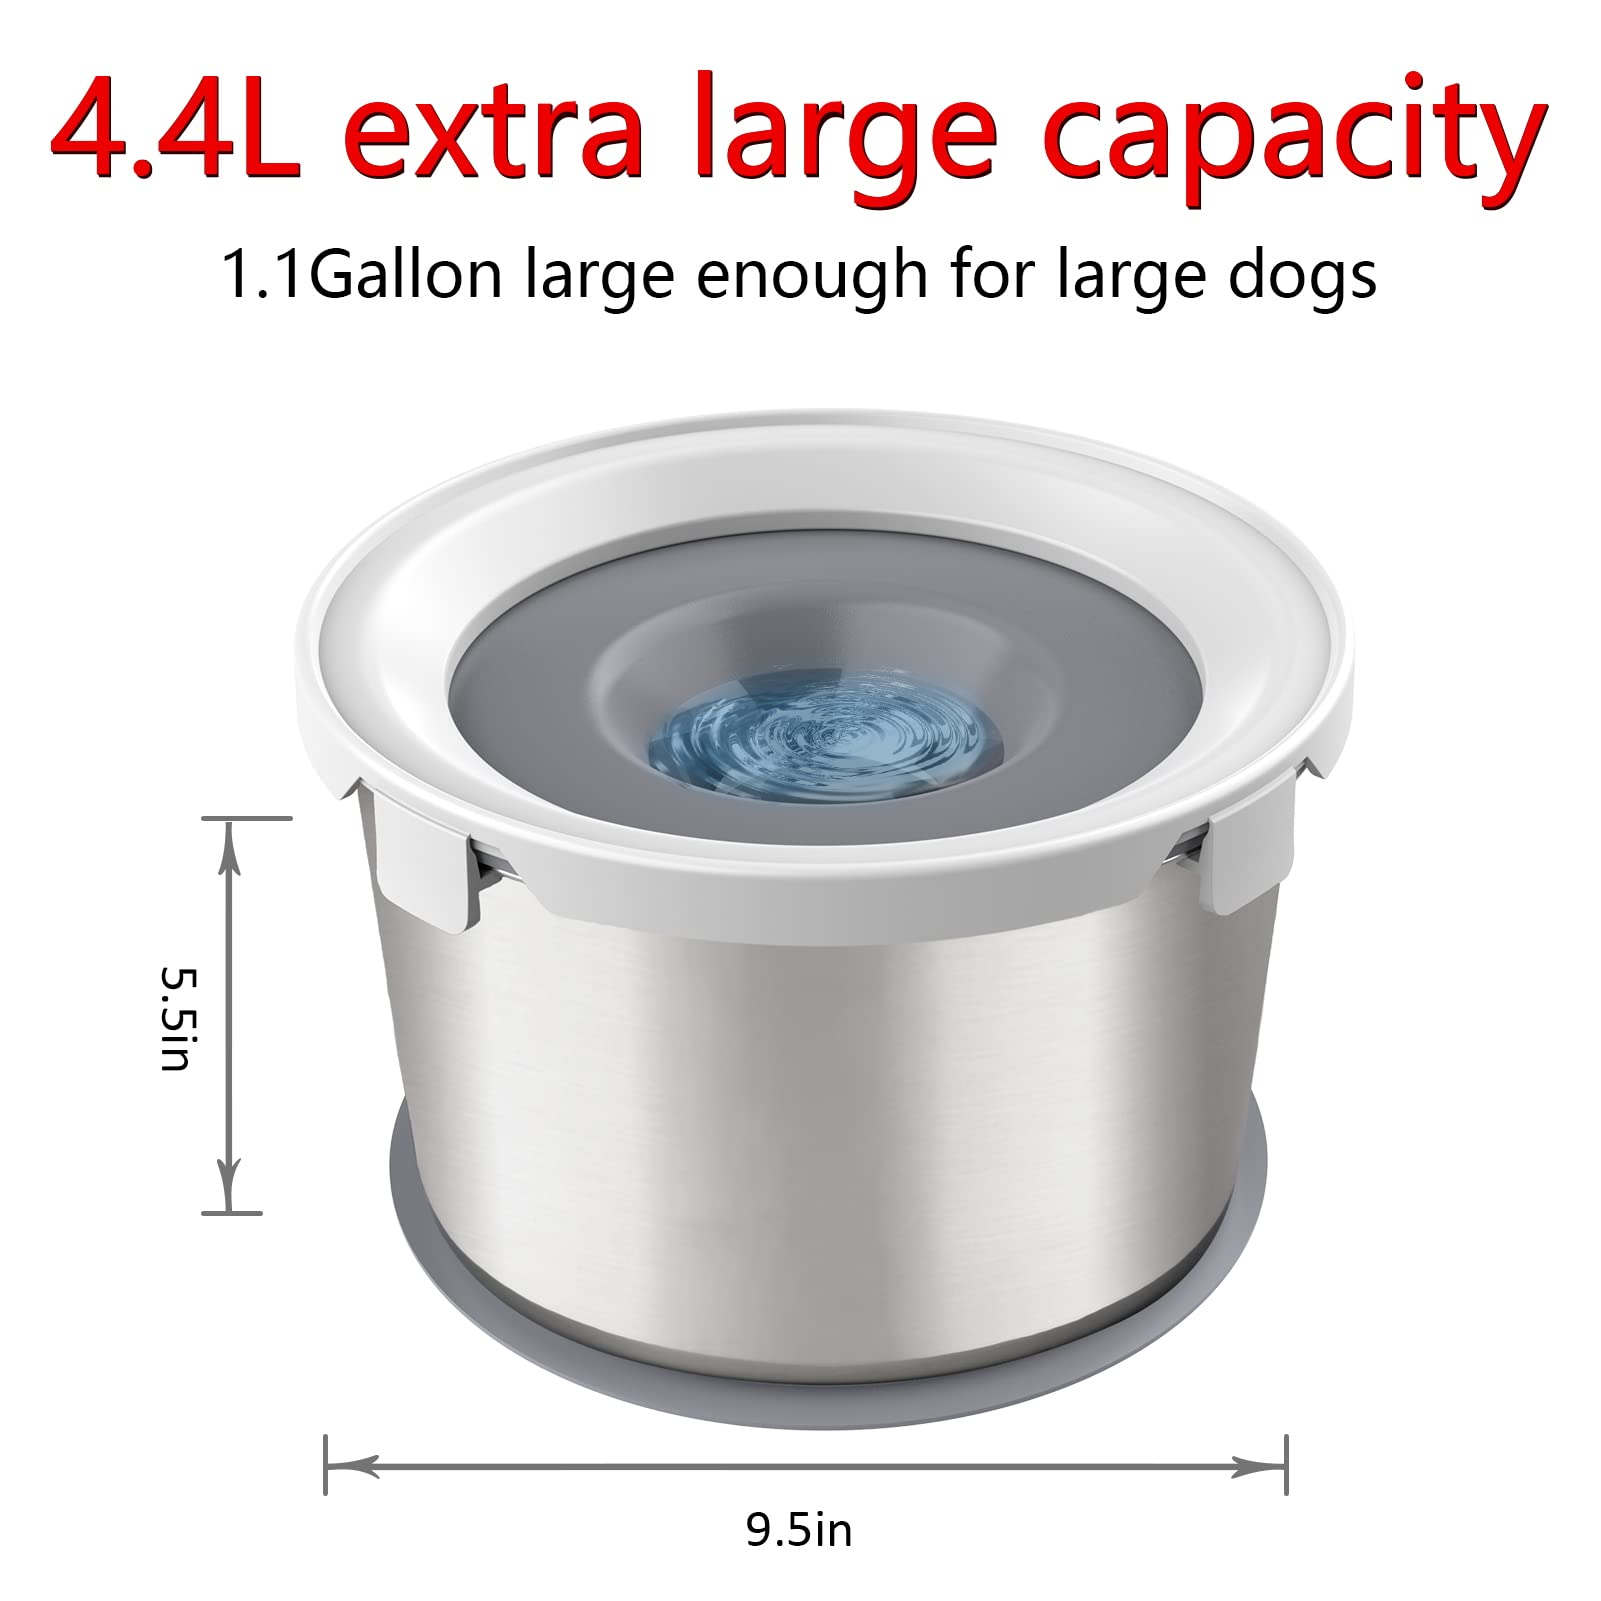 4.4L extra large capacity
1.1Gallon large enough for large dogs
5.5in
9.5in